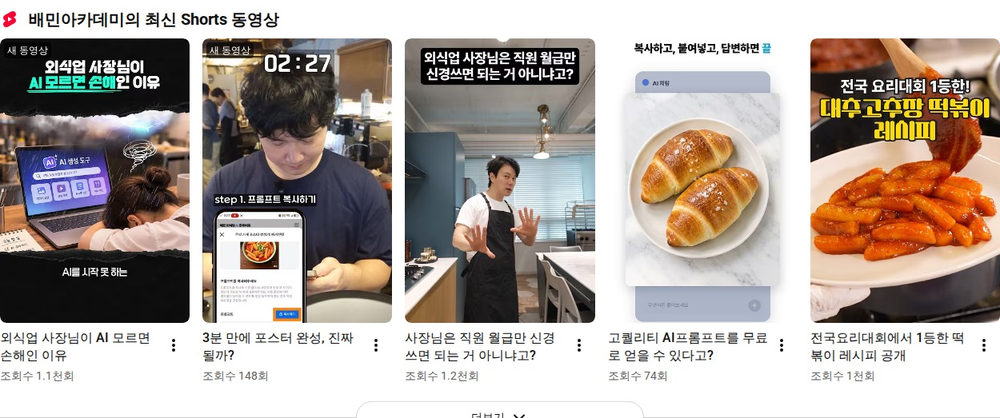 배민아카데미의 최신 Shorts 동영상
새 동영상
외식업 사장님이
AI 모르면 손해인 이유
AI 생성 도구
AI를 시작 못 하는
외식업 사장님이 AI 모르면
손해인 이유
조회수 1.1천회
새 동영상
02:27
step 1. 프롬프트 복사하기
3분 만에 포스터 완성, 진짜
될까?
조회수 148회
외식업 사장님은 직원 월급만
신경쓰면 되는 거 아니냐고?
사장님은 직원 월급만 신경
쓰면 되는 거 아니냐고?
조회수 1.2천회
복사하고, 붙여넣고, 답변하면 끝
고퀄리티 AI프롬프트를 무료
로 얻을 수 있다고?
조회수 74회
전국 요리대회 1등한!
대추고추장 떡볶이
레시피
전국요리대회에서 1등한 떡
볶이 레시피 공개
조회수 1천회
더보기